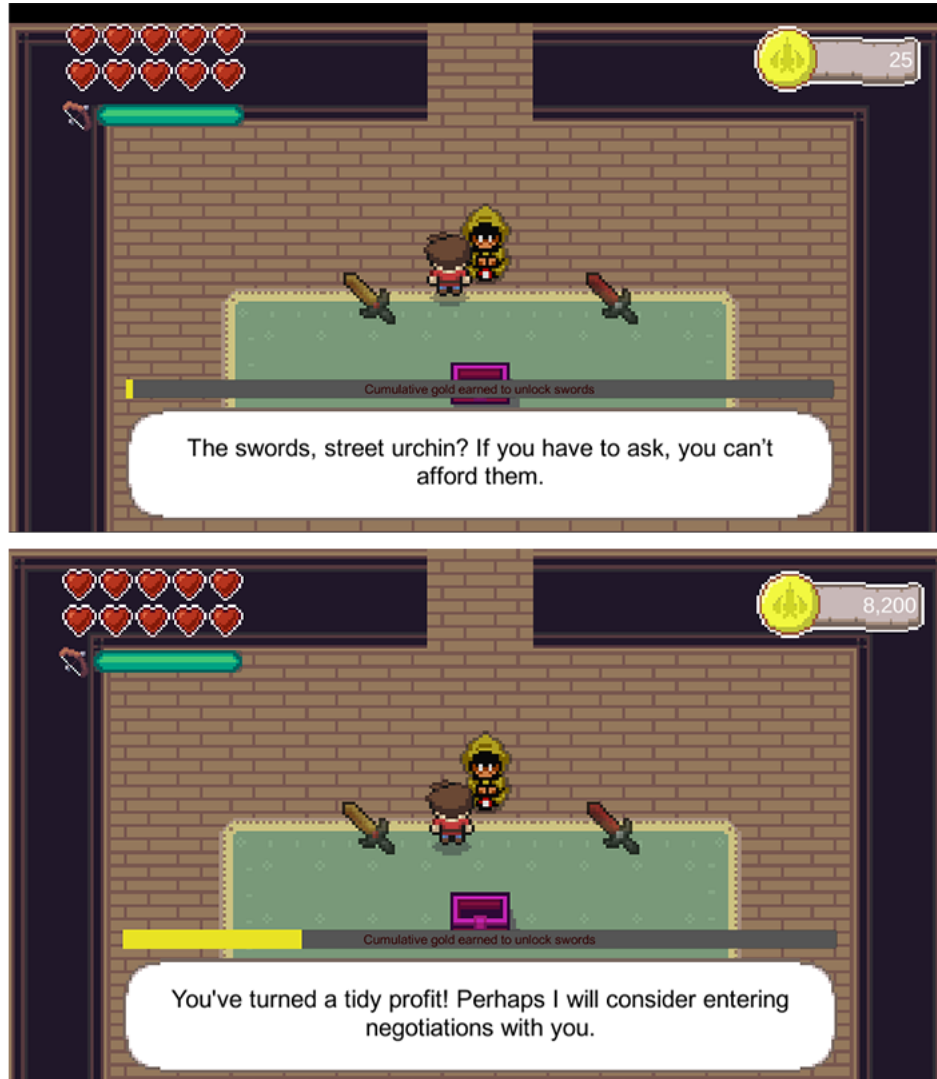 25
Cumulative gold earned to unlock swords
The swords, street urchin? If you have to ask, you can't
afford them.
8,200
Cumulative gold earned to unlock swords
You've turned a tidy profit! Perhaps I will consider entering
negotiations with you.